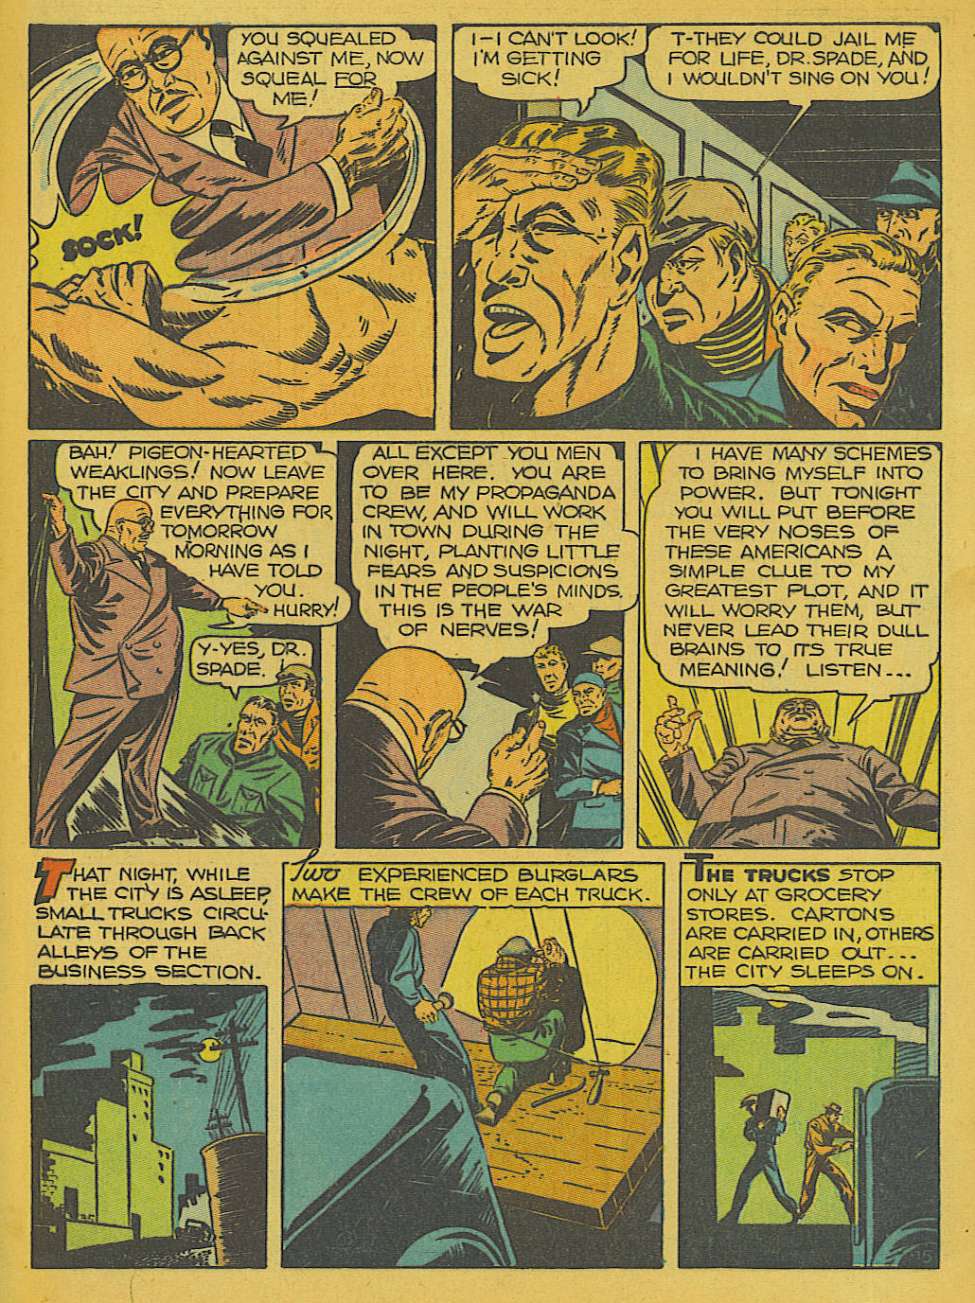 YOU SQUEALED
AGAINST ME, NOW
SQUEAL FOR
ME!
SOCK!
I-I CAN'T LOOK!
I'M GETTING
SICK!
T-THEY COULD JAIL ME
FOR LIFE, DR. SPADE, AND
I WOULDN'T SING ON YOU!
BAH! PIGEON-HEARTED
WEAKLINGS! NOW LEAVE
THE CITY AND PREPARE
EVERYTHING FOR
TOMORROW
MORNING AS I
HAVE TOLD
YOU.
HURRY!
Y-YES, DR.
SPADE.
ALL EXCEPT YOU MEN
OVER HERE. YOU ARE
TO BE MY PROPAGANDA
CREW, AND WILL WORK
IN TOWN DURING THE
NIGHT, PLANTING LITTLE
FEARS AND SUSPICIONS
IN THE PEOPLE'S MINDS.
THIS IS THE WAR
OF NERVES!
I HAVE MANY SCHEMES
TO BRING MYSELF INTO
POWER. BUT TONIGHT
YOU WILL PUT BEFORE
THE VERY NOSES OF
THESE AMERICANS A
SIMPLE CLUE TO MY
GREATEST PLOT, AND IT
WILL WORRY THEM, BUT
NEVER LEAD THEIR DULL
BRAINS TO ITS TRUE
MEANING! LISTEN...
THAT NIGHT, WHILE
THE CITY IS ASLEEP,
SMALL TRUCKS CIRCU-
LATE THROUGH BACK
ALLEYS OF THE
BUSINESS SECTION.
TWO EXPERIENCED BURGLARS
MAKE THE CREW OF EACH TRUCK.
THE TRUCKS STOP
ONLY AT GROCERY
STORES. CARTONS
ARE CARRIED IN, OTHERS
ARE CARRIED OUT...
THE CITY SLEEPS ON.